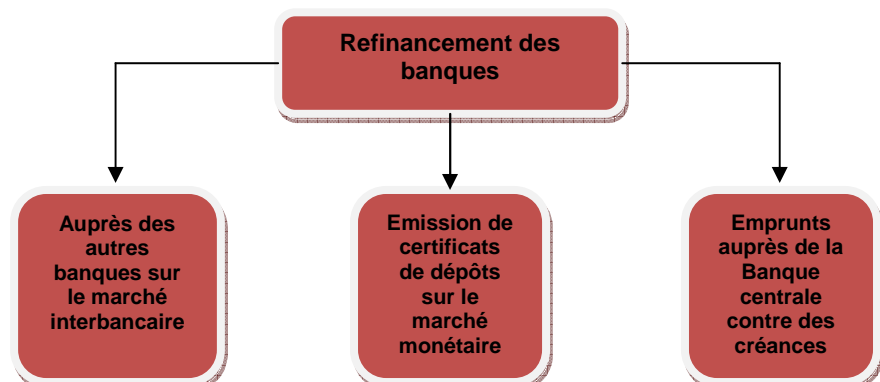 Refinancement des
banques
Auprès des
autres
banques sur
le marché
interbancaire
Emission de
certificats
de dépôts
sur le
marché
monétaire
Emprunts
auprès de la
Banque
centrale
contre des
créances